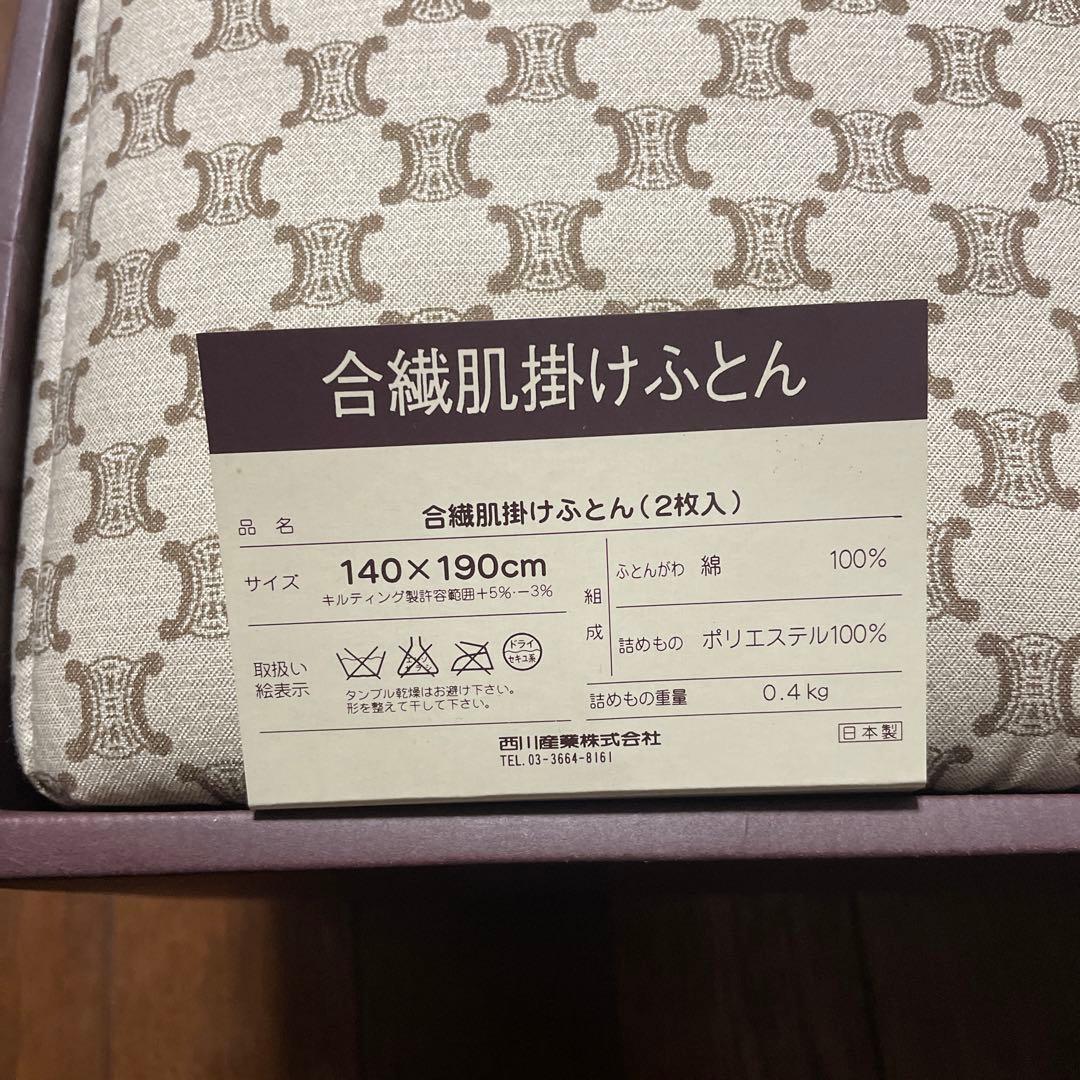 合繊肌掛けふとん
品名 合繊肌掛けふとん(2枚入)
サイズ 140×190cm
キルティング製許容範囲+5%·−3%
組成
ふとんがわ 綿 100%
詰めもの ポリエステル100%
詰めもの重量 0.4kg
取扱い
絵表示
ドライ
セキユ系
タンブル乾燥はお避け下さい。
形を整えて干して下さい。
西川産業株式会社
TEL.03-3664-8161
日本製